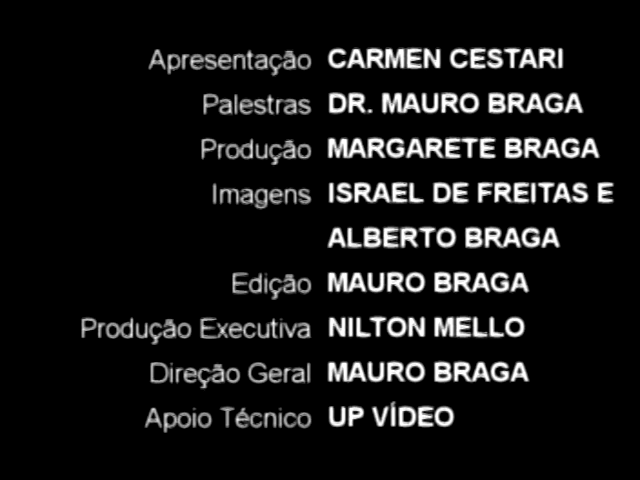 Apresentação CARMEN CESTARI
Palestras DR. MAURO BRAGA
Produção MARGARETE BRAGA
Imagens ISRAEL DE FREITAS E
ALBERTO BRAGA
Edição MAURO BRAGA
Produção Executiva NILTON MELLO
Direção Geral MAURO BRAGA
Apoio Técnico UP VÍDEO